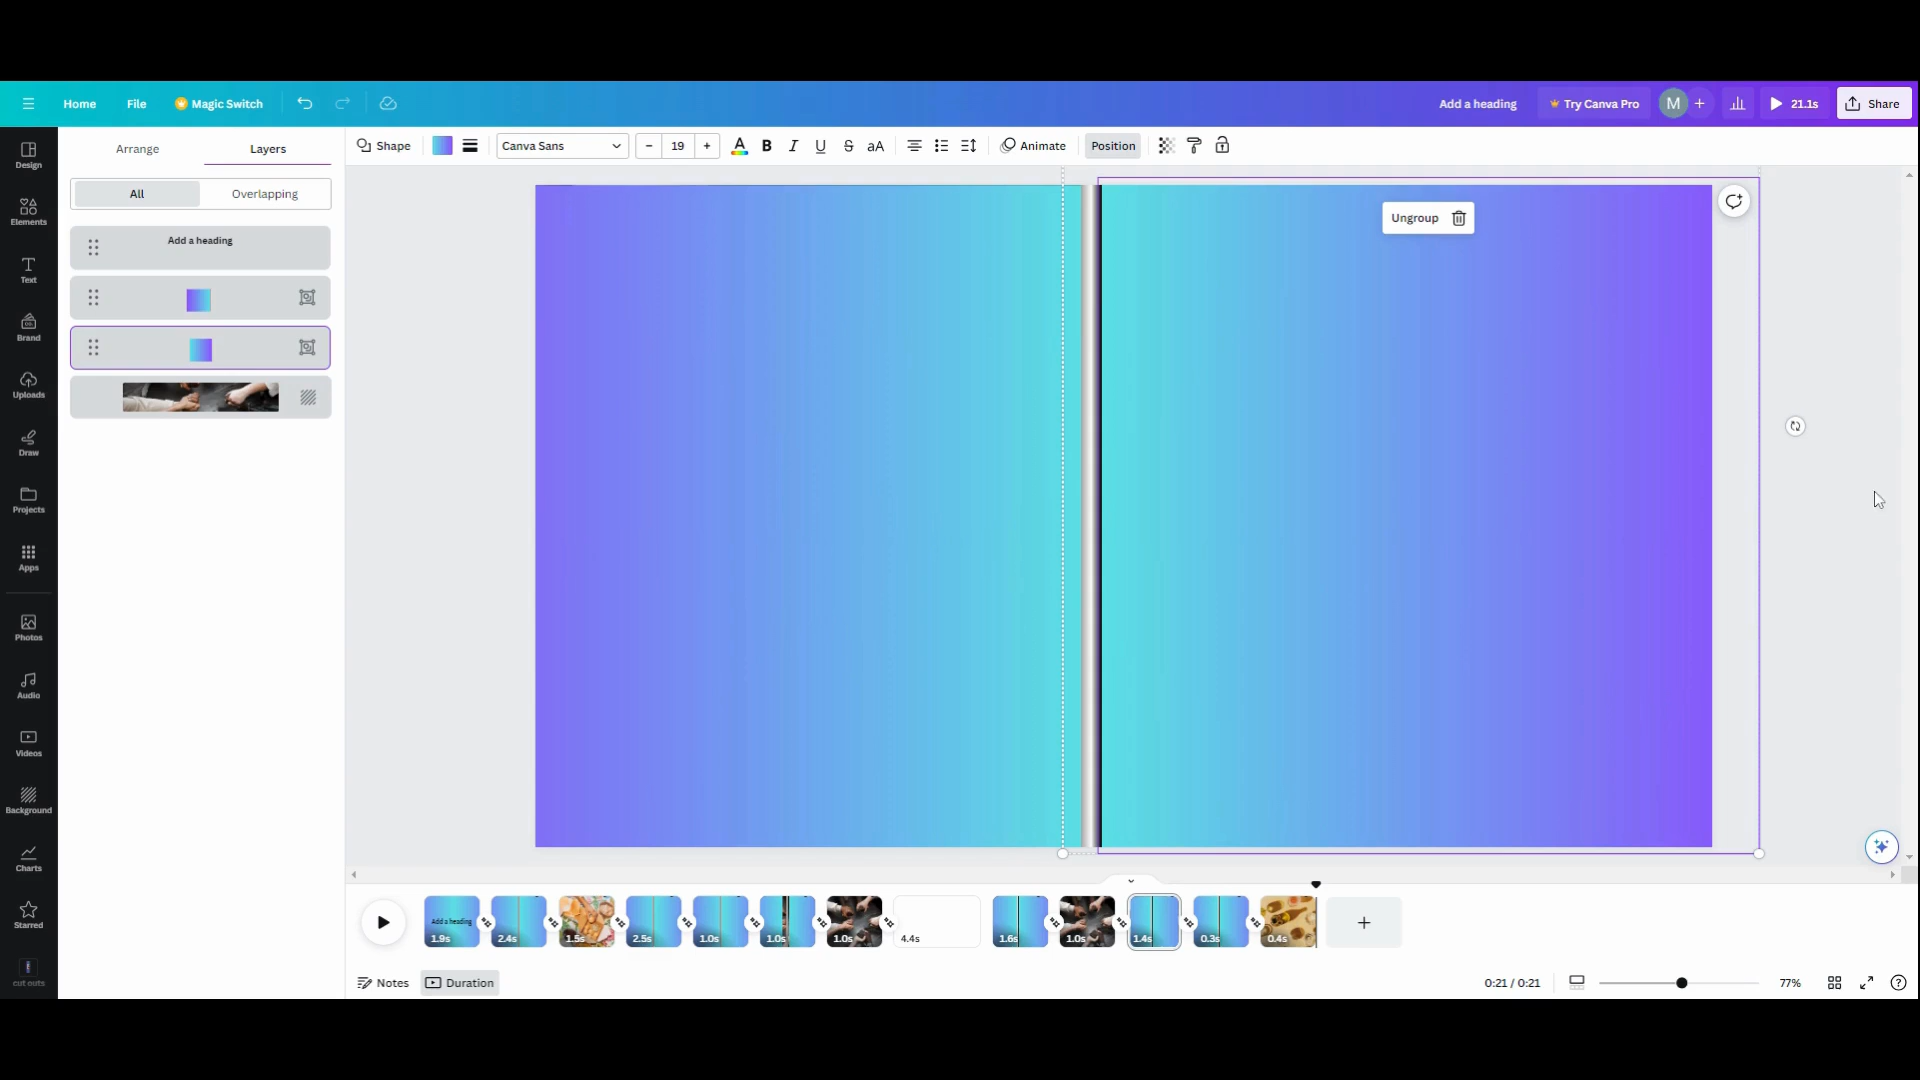 Home File Magic Switch Add a heading Try Canva Pro M + 21.1s Share
Arrange Layers Shape Canva Sans - 19 + A B I U S aA Animate Position
Design
All Overlapping
Elements
Add a heading
Ungroup
Text
Brand
Uploads
Draw
Projects
Apps
Photos
Audio
Videos
Background
Charts
Starred
cut outs
Add a heading
1.9s 2.4s 1.5s 2.5s 1.0s 1.0s 1.0s 4.4s 1.6s 1.0s 1.4s 0.3s 0.4s +
Notes Duration 0:21 / 0:21 77% ?